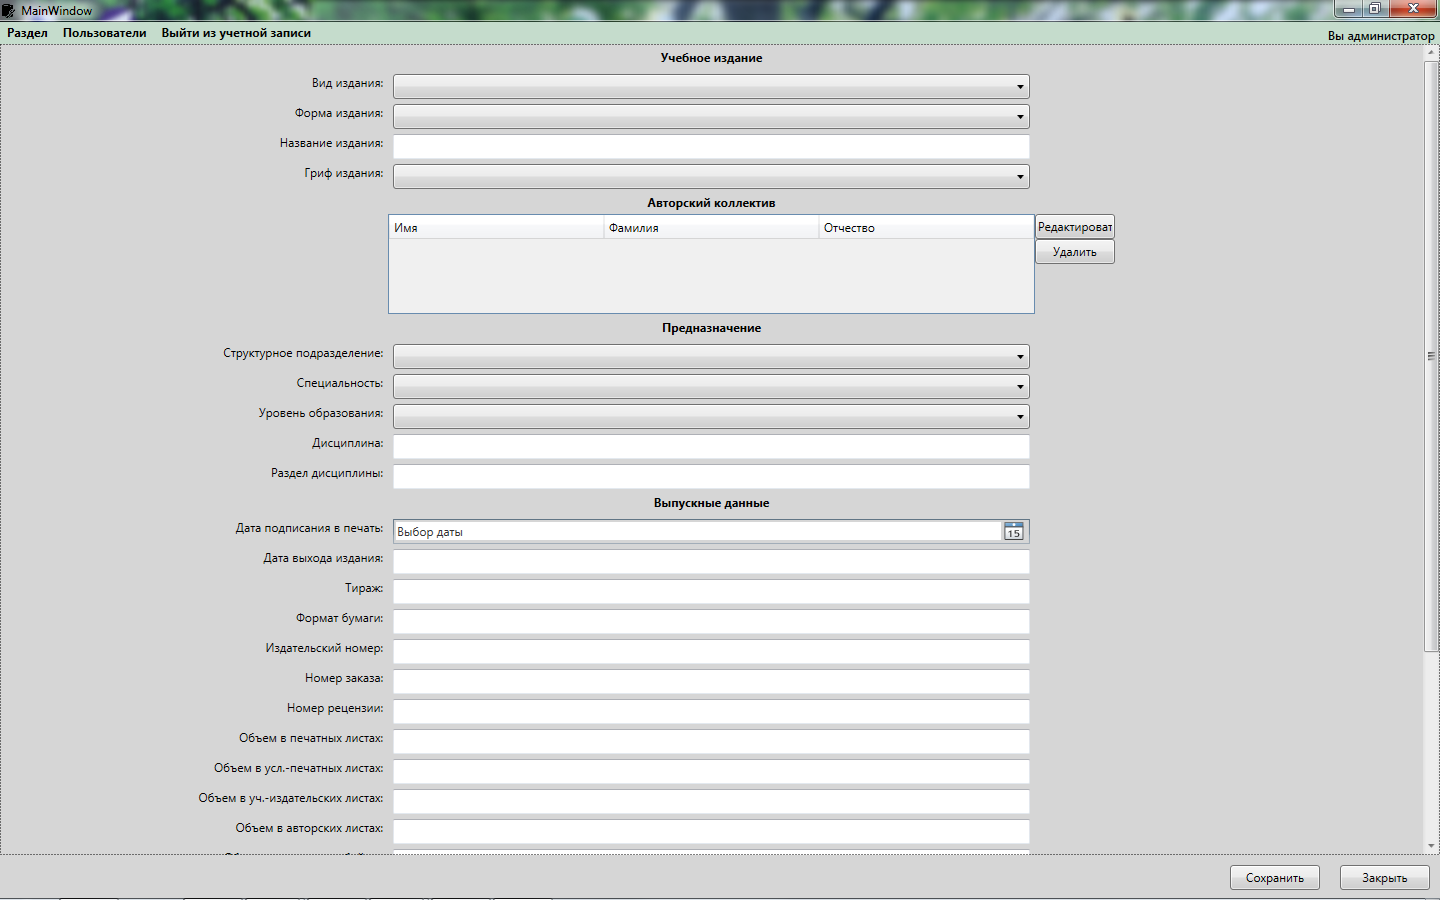 MainWindow
Раздел Пользователи Выйти из учетной записи
Вы администратор
Учебное издание
Вид издания:
Форма издания:
Название издания:
Гриф издания:
Авторский коллектив
Имя Фамилия Отчество
Редактироват
Удалить
Предназначение
Структурное подразделение:
Специальность:
Уровень образования:
Дисциплина:
Раздел дисциплины:
Выпускные данные
Дата подписания в печать: Выбор даты 15
Дата выхода издания:
Тираж:
Формат бумаги:
Издательский номер:
Номер заказа:
Номер рецензии:
Объем в печатных листах:
Объем в усл.-печатных листах:
Объем в уч.-издательских листах:
Объем в авторских листах:
Сохранить Закрыть